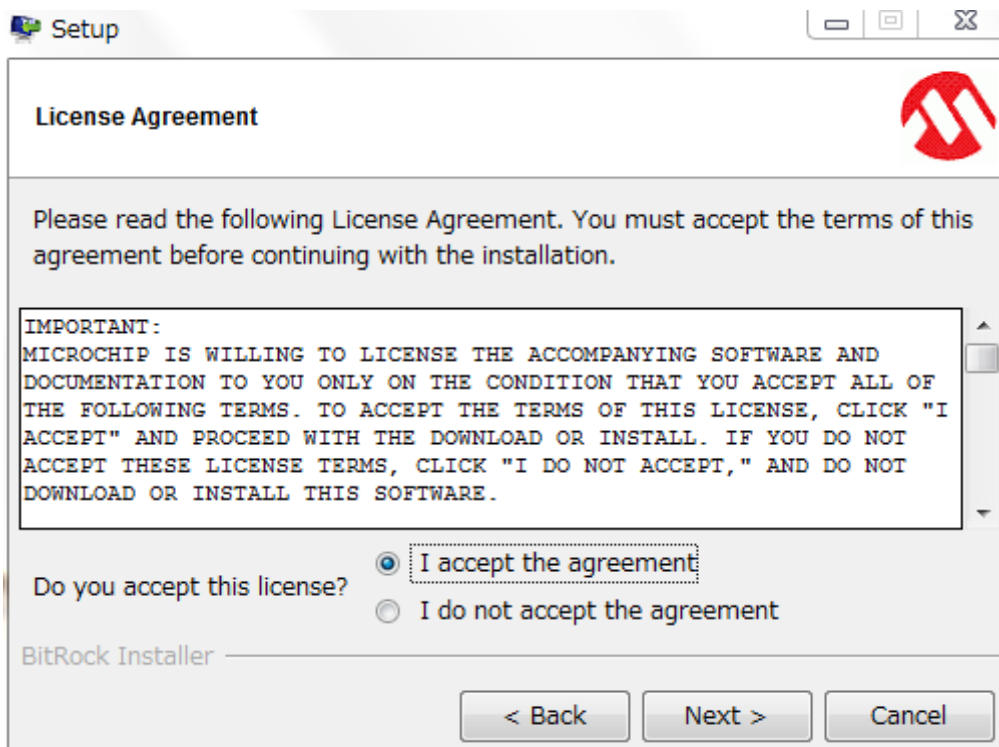 Setup
License Agreement
Please read the following License Agreement. You must accept the terms of this
agreement before continuing with the installation.
IMPORTANT:
MICROCHIP IS WILLING TO LICENSE THE ACCOMPANYING SOFTWARE AND
DOCUMENTATION TO YOU ONLY ON THE CONDITION THAT YOU ACCEPT ALL OF
THE FOLLOWING TERMS. TO ACCEPT THE TERMS OF THIS LICENSE, CLICK "I
ACCEPT" AND PROCEED WITH THE DOWNLOAD OR INSTALL. IF YOU DO NOT
ACCEPT THESE LICENSE TERMS, CLICK "I DO NOT ACCEPT," AND DO NOT
DOWNLOAD OR INSTALL THIS SOFTWARE.
Do you accept this license?
I accept the agreement
I do not accept the agreement
BitRock Installer
< Back Next > Cancel